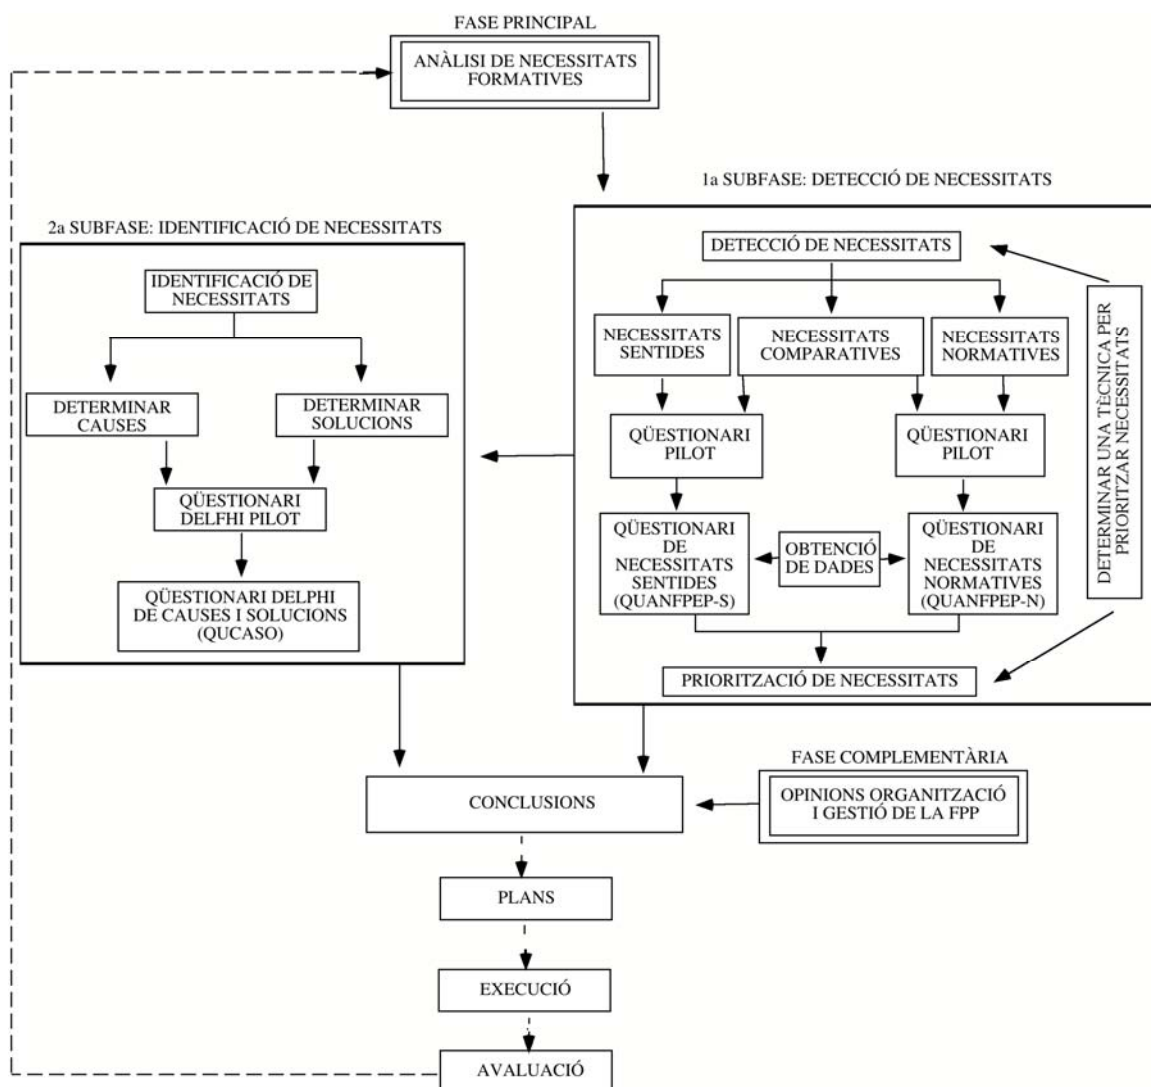 FASE PRINCIPAL
ANÀLISI DE NECESSITATS
FORMATIVES
1a SUBFASE: DETECCIÓ DE NECESSITATS
DETECCIÓ DE NECESSITATS
NECESSITATS
SENTIDES
NECESSITATS
COMPARATIVES
NECESSITATS
NORMATIVES
QÜESTIONARI
PILOT
QÜESTIONARI
PILOT
QÜESTIONARI
DE
NECESSITATS
SENTIDES
(QUANFPEP-S)
OBTENCIÓ
DE DADES
QÜESTIONARI
DE
NECESSITATS
NORMATIVES
(QUANFPEP-N)
PRIORITZACIÓ DE NECESSITATS
DETERMINAR UNA TÈCNICA PER
PRIORITZAR NECESSITATS
2a SUBFASE: IDENTIFICACIÓ DE NECESSITATS
IDENTIFICACIÓ DE
NECESSITATS
DETERMINAR
CAUSES
DETERMINAR
SOLUCIONS
QÜESTIONARI
DELFHI PILOT
QÜESTIONARI DELPHI
DE CAUSES I SOLUCIONS
(QUCASO)
FASE COMPLEMENTÀRIA
OPINIONS ORGANITZACIÓ
I GESTIÓ DE LA FPP
CONCLUSIONS
PLANS
EXECUCIÓ
AVALUACIÓ